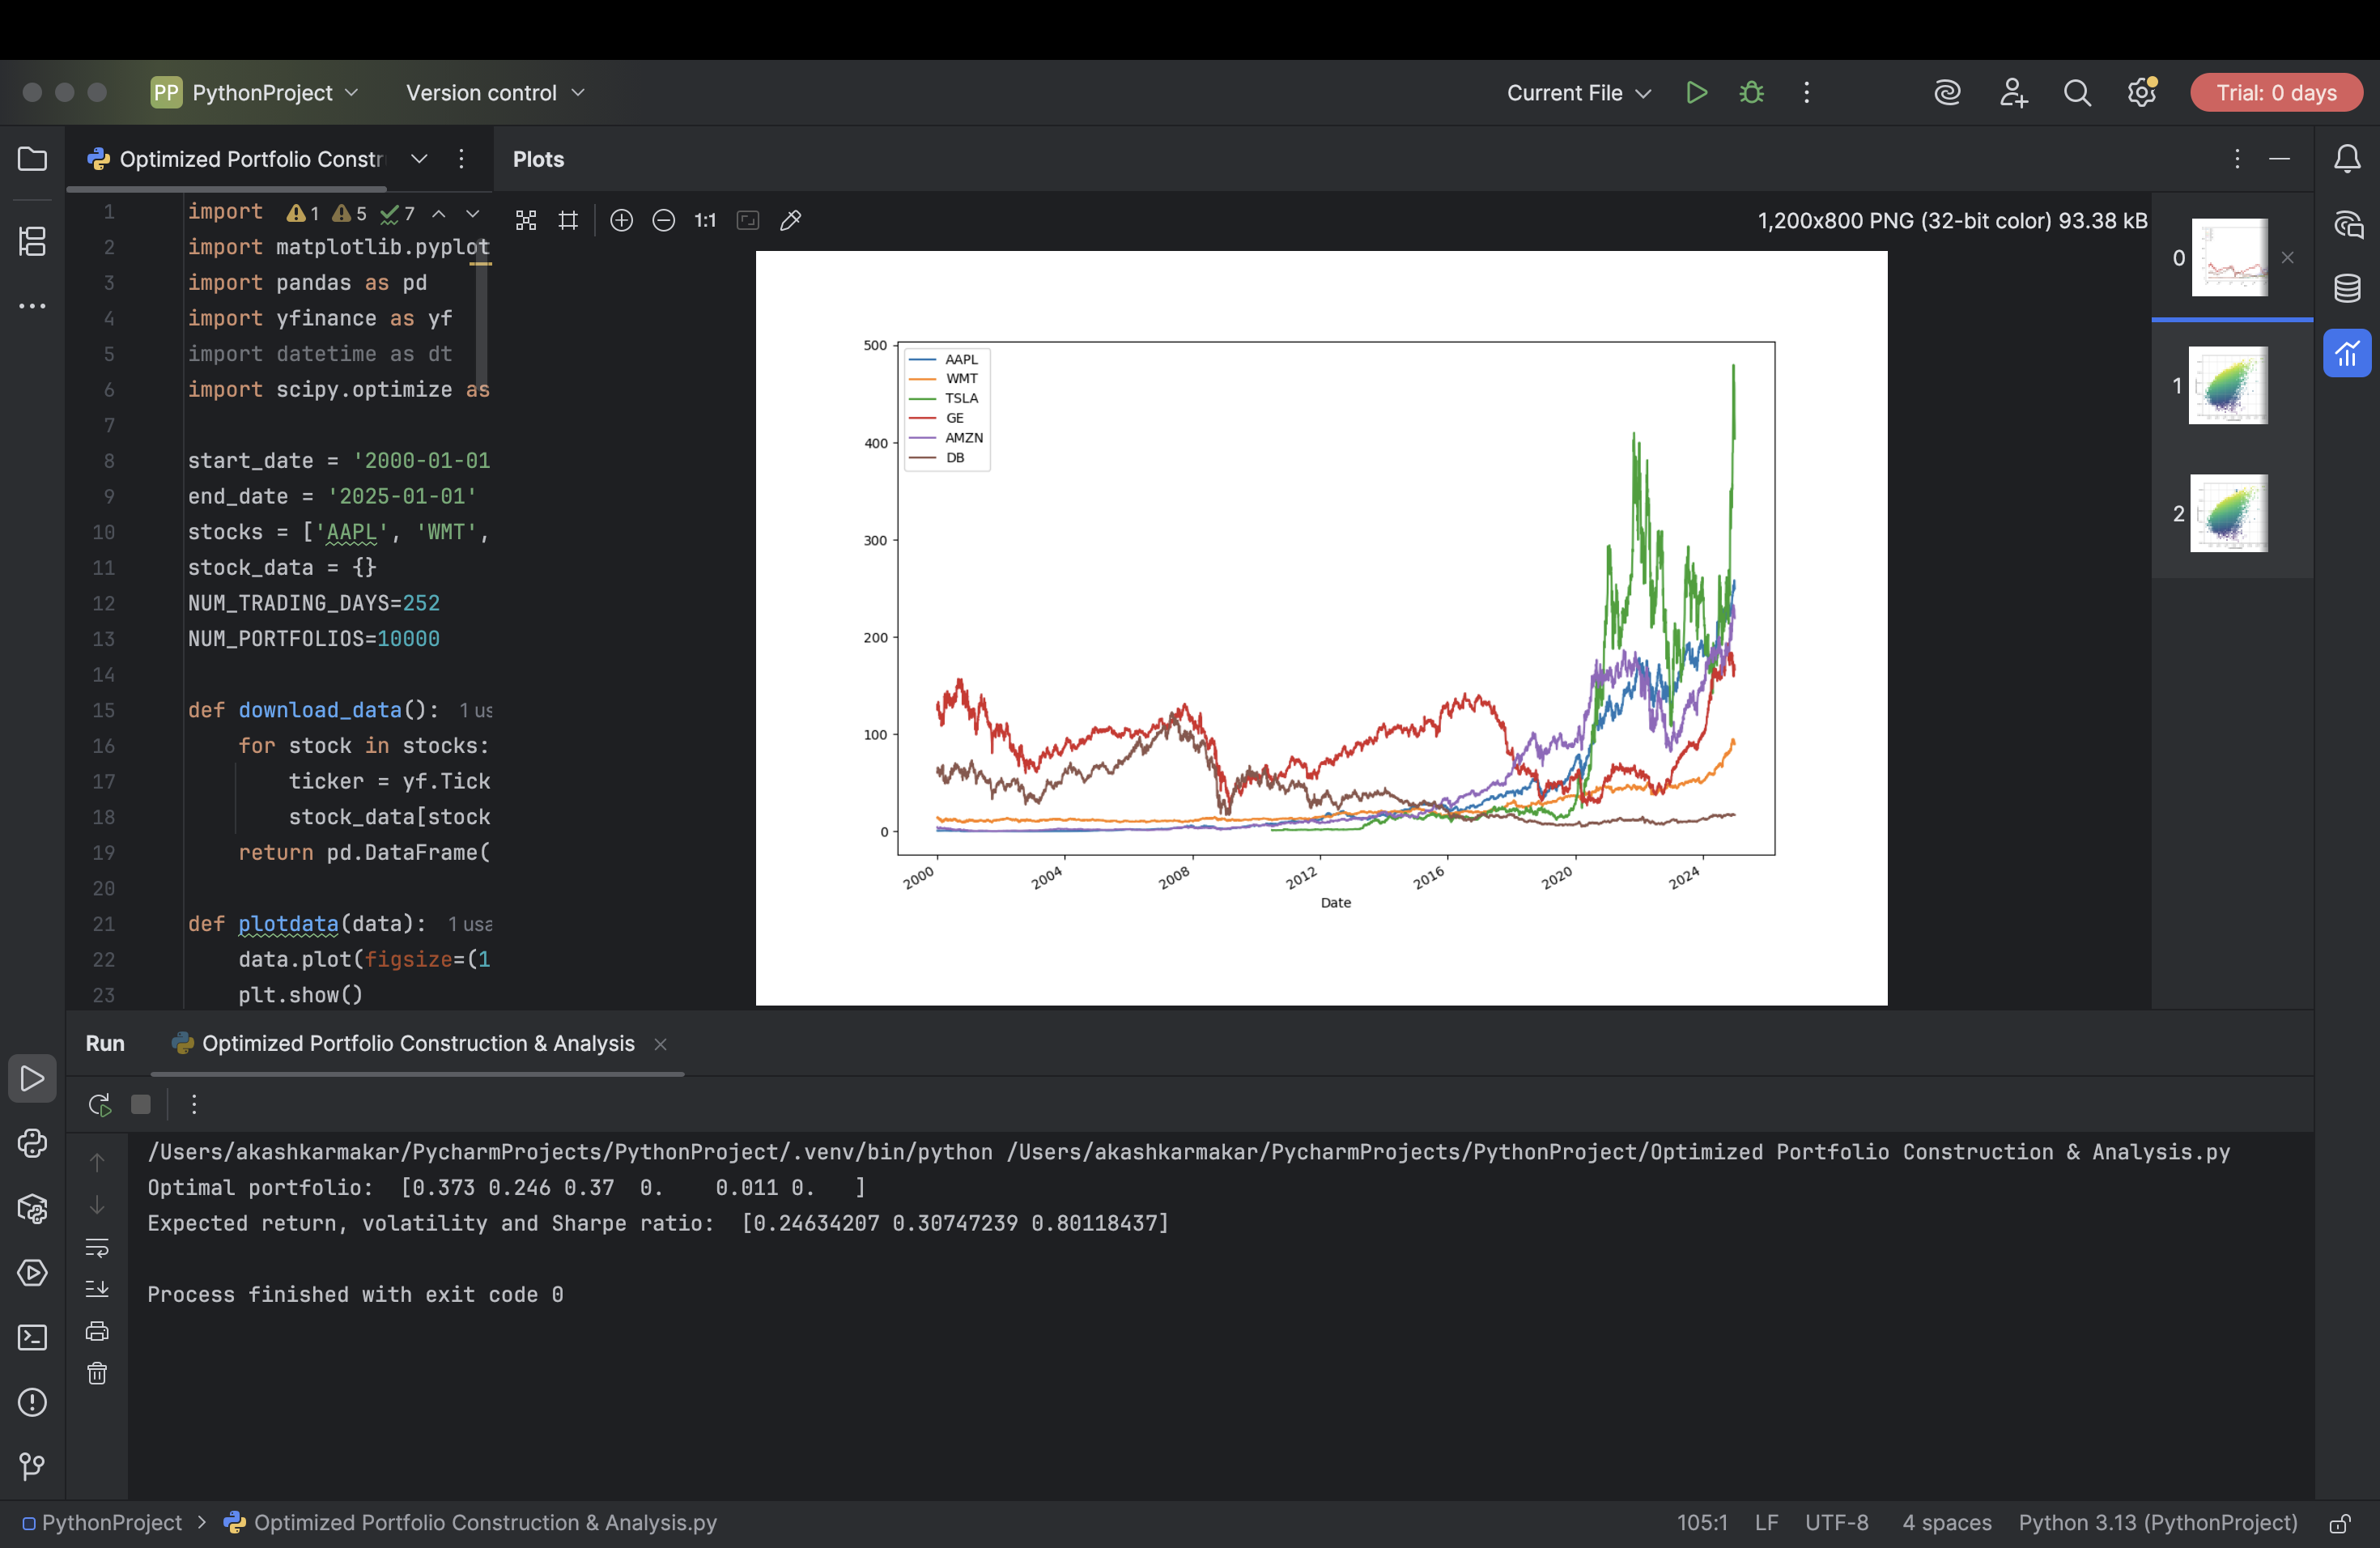 PP PythonProject Version control Current File Trial: 0 days
Optimized Portfolio Constr
Plots
1 import 1 5 7
2 import matplotlib.pyplot
3 import pandas as pd
4 import yfinance as yf
5 import datetime as dt
6 import scipy.optimize as
7
8 start_date = '2000-01-01
9 end_date = '2025-01-01'
10 stocks = ['AAPL', 'WMT',
11 stock_data = {}
12 NUM_TRADING_DAYS=252
13 NUM_PORTFOLIOS=10000
14
15 def download_data(): 1 us
16 for stock in stocks:
17 ticker = yf.Tick
18 stock_data[stock
19 return pd.DataFrame(
20
21 def plotdata(data): 1 usa
22 data.plot(figsize=(1
23 plt.show()
1:1
1,200x800 PNG (32-bit color) 93.38 kB
500
400
300
200
100
0
AAPL
WMT
TSLA
GE
AMZN
DB
2000 2004 2008 2012 2016 2020 2024
Date
0
1
2
Run Optimized Portfolio Construction & Analysis
/Users/akashkarmakar/PycharmProjects/PythonProject/.venv/bin/python /Users/akashkarmakar/PycharmProjects/PythonProject/Optimized Portfolio Construction & Analysis.py
Optimal portfolio:  [0.373 0.246 0.37  0.    0.011 0.   ]
Expected return, volatility and Sharpe ratio:  [0.24634207 0.30747239 0.80118437]
Process finished with exit code 0
PythonProject > Optimized Portfolio Construction & Analysis.py
105:1 LF UTF-8 4 spaces Python 3.13 (PythonProject)